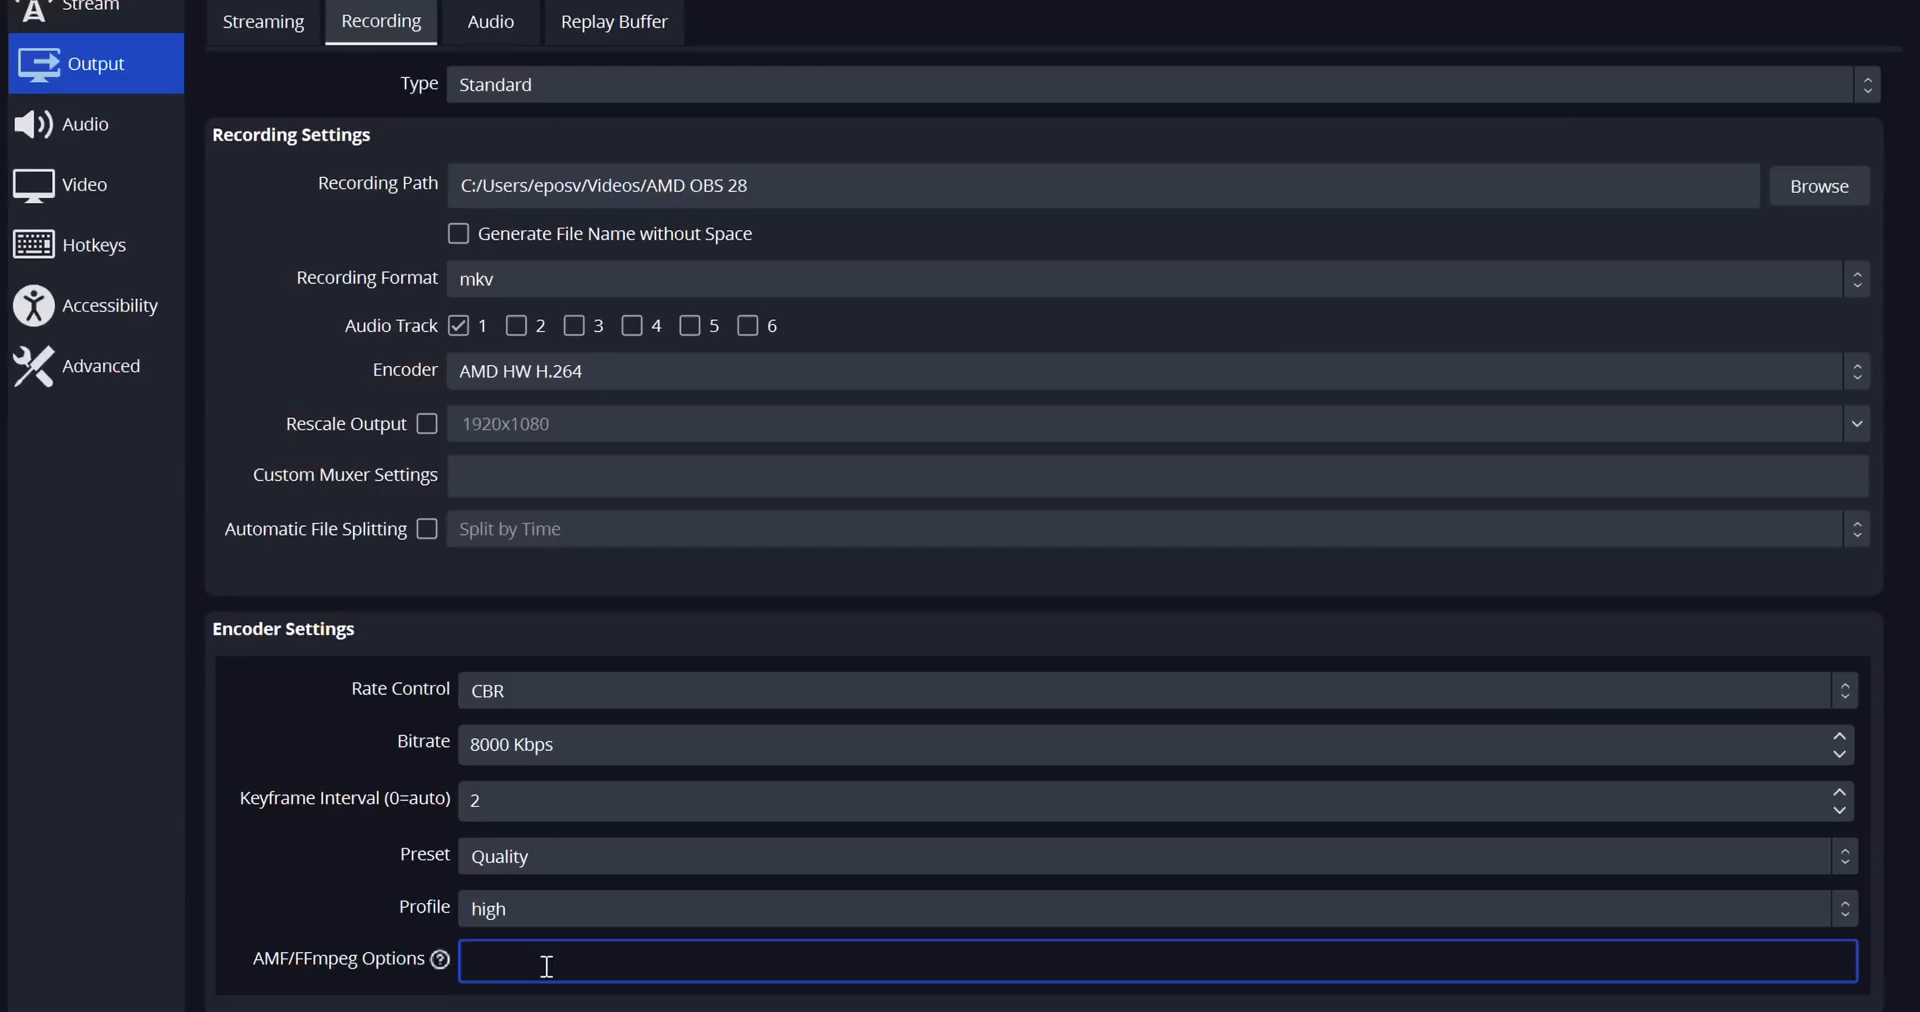 Stream
Streaming
Recording
Audio
Replay Buffer
Output
Type
Standard
Audio
Recording Settings
Video
Recording Path
C:/Users/eposv/Videos/AMD OBS 28
Browse
Generate File Name without Space
Hotkeys
Recording Format
mkv
Accessibility
Audio Track 1 2 3 4 5 6
Advanced
Encoder
AMD HW H.264
Rescale Output
1920x1080
Custom Muxer Settings
Automatic File Splitting
Split by Time
Encoder Settings
Rate Control
CBR
Bitrate
8000 Kbps
Keyframe Interval (0=auto)
2
Preset
Quality
Profile
high
AMF/FFmpeg Options ?